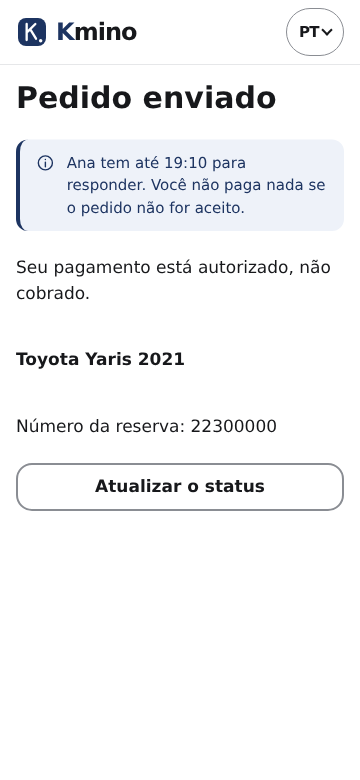 K. Kmino
PT
Pedido enviado
Ana tem até 19:10 para
responder. Você não paga nada se
o pedido não for aceito.
Seu pagamento está autorizado, não
cobrado.
Toyota Yaris 2021
Número da reserva: 22300000
Atualizar o status